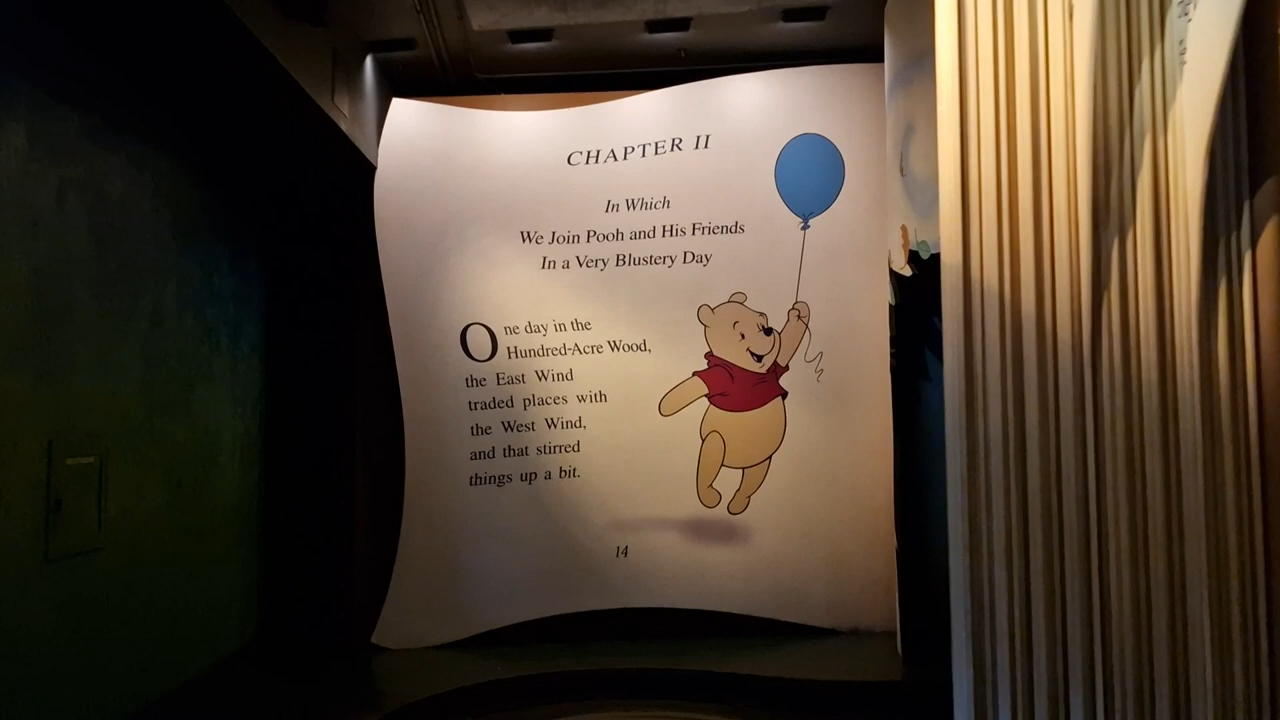 CHAPTER II
In Which
We Join Pooh and His Friends
In a Very Blustery Day
One day in the
Hundred-Acre Wood,
the East Wind
traded places with
the West Wind,
and that stirred
things up a bit.
14